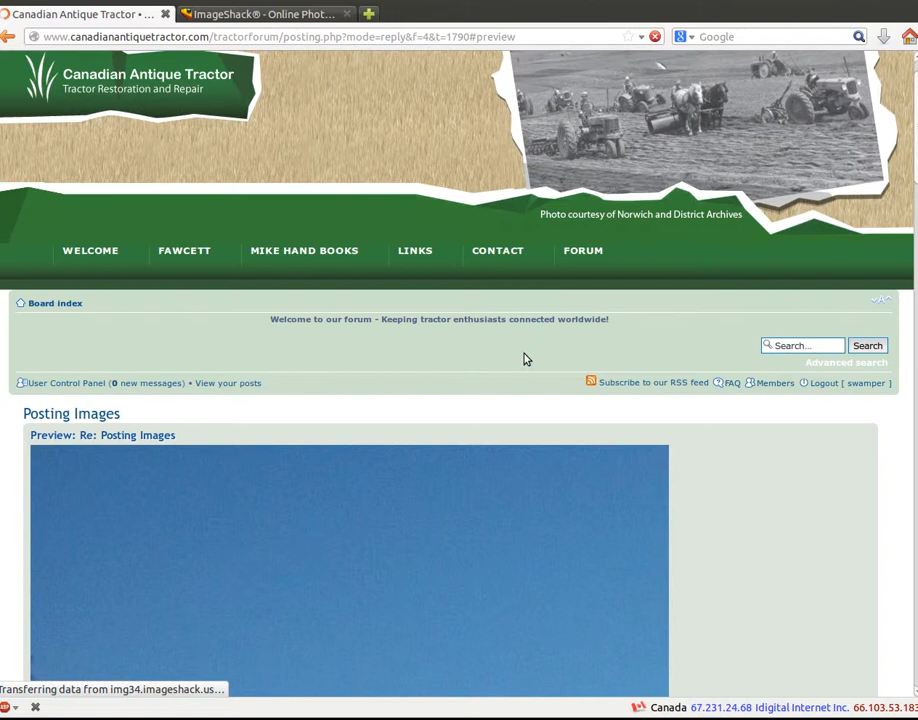 Canadian Antique Tractor • ...
ImageShack® - Online Phot...
www.canadianantiquetractor.com/tractorforum/posting.php?mode=reply&f=4&t=1790#preview
Google
Canadian Antique Tractor
Tractor Restoration and Repair
Photo courtesy of Norwich and District Archives
WELCOME
FAWCETT
MIKE HAND BOOKS
LINKS
CONTACT
FORUM
Board index
Welcome to our forum - Keeping tractor enthusiasts connected worldwide!
Search...
Search
Advanced search
User Control Panel (0 new messages) • View your posts
Subscribe to our RSS feed
FAQ
Members
Logout [ swamper ]
Posting Images
Preview: Re: Posting Images
Transferring data from img34.imageshack.us...
Canada 67.231.24.68 Idigital Internet Inc. 66.103.53.183